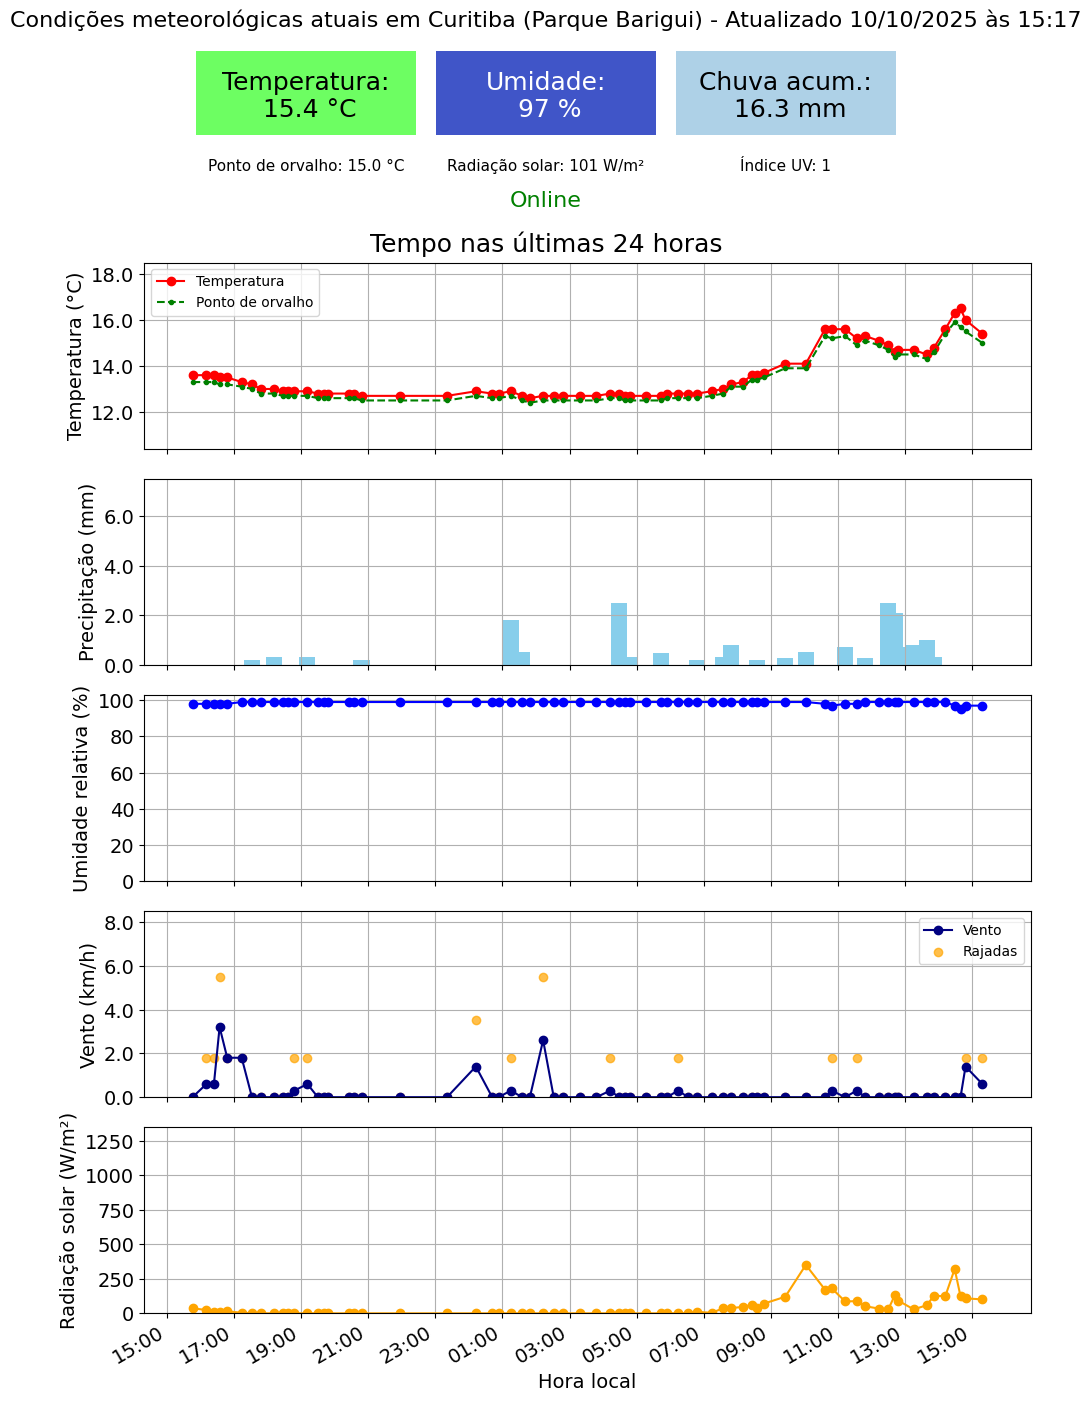 Condições meteorológicas atuais em Curitiba (Parque Barigui) - Atualizado 10/10/2025 às 15:17
Temperatura:
15.4 °C
Umidade:
97 %
Chuva acum.:
16.3 mm
Ponto de orvalho: 15.0 °C
Radiação solar: 101 W/m²
Índice UV: 1
Online
Tempo nas últimas 24 horas
Temperatura (°C)
18.0
16.0
14.0
12.0
Temperatura
Ponto de orvalho
Precipitação (mm)
6.0
4.0
2.0
0.0
Umidade relativa (%)
100
80
60
40
20
0
Vento (km/h)
8.0
6.0
4.0
2.0
0.0
Vento
Rajadas
Radiação solar (W/m²)
1250
1000
750
500
250
0
15:00
17:00
19:00
21:00
23:00
01:00
03:00
05:00
07:00
09:00
11:00
13:00
15:00
Hora local